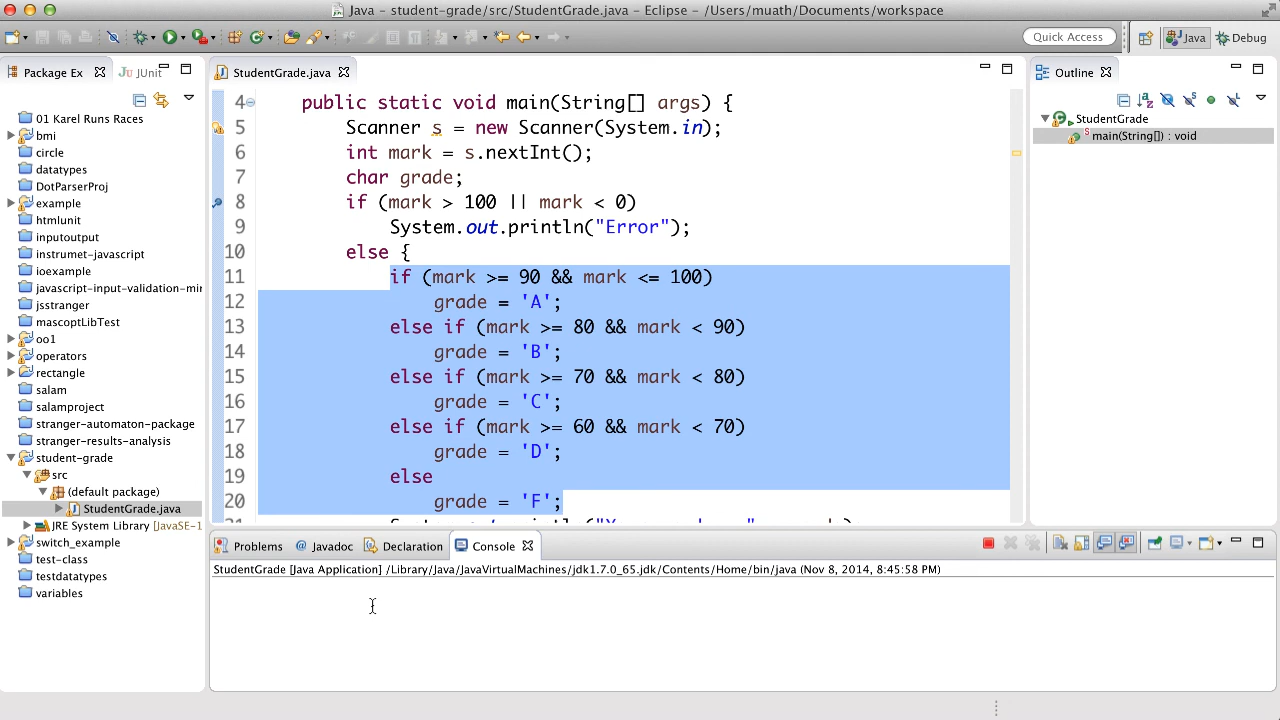 Java - student-grade/src/StudentGrade.java - Eclipse - /Users/muath/Documents/workspace
Quick Access
Java
Debug
Package Ex
JUnit
StudentGrade.java
Outline
01 Karel Runs Races
bmi
circle
datatypes
DotParserProj
example
htmlunit
inputoutput
instrumet-javascript
ioexample
javascript-input-validation-mi
jsstranger
mascoptLibTest
oo1
operators
rectangle
salam
salamproject
stranger-automaton-package
stranger-results-analysis
student-grade
src
(default package)
StudentGrade.java
JRE System Library [JavaSE-1
switch_example
test-class
testdatatypes
variables
4 public static void main(String[] args) {
5 Scanner s = new Scanner(System.in);
6 int mark = s.nextInt();
7 char grade;
8 if (mark > 100 || mark < 0)
9 System.out.println("Error");
10 else {
11 if (mark >= 90 && mark <= 100)
12 grade = 'A';
13 else if (mark >= 80 && mark < 90)
14 grade = 'B';
15 else if (mark >= 70 && mark < 80)
16 grade = 'C';
17 else if (mark >= 60 && mark < 70)
18 grade = 'D';
19 else
20 grade = 'F';
StudentGrade
main(String[]) : void
Problems
@ Javadoc
Declaration
Console
StudentGrade [Java Application] /Library/Java/JavaVirtualMachines/jdk1.7.0_65.jdk/Contents/Home/bin/java (Nov 8, 2014, 8:45:58 PM)